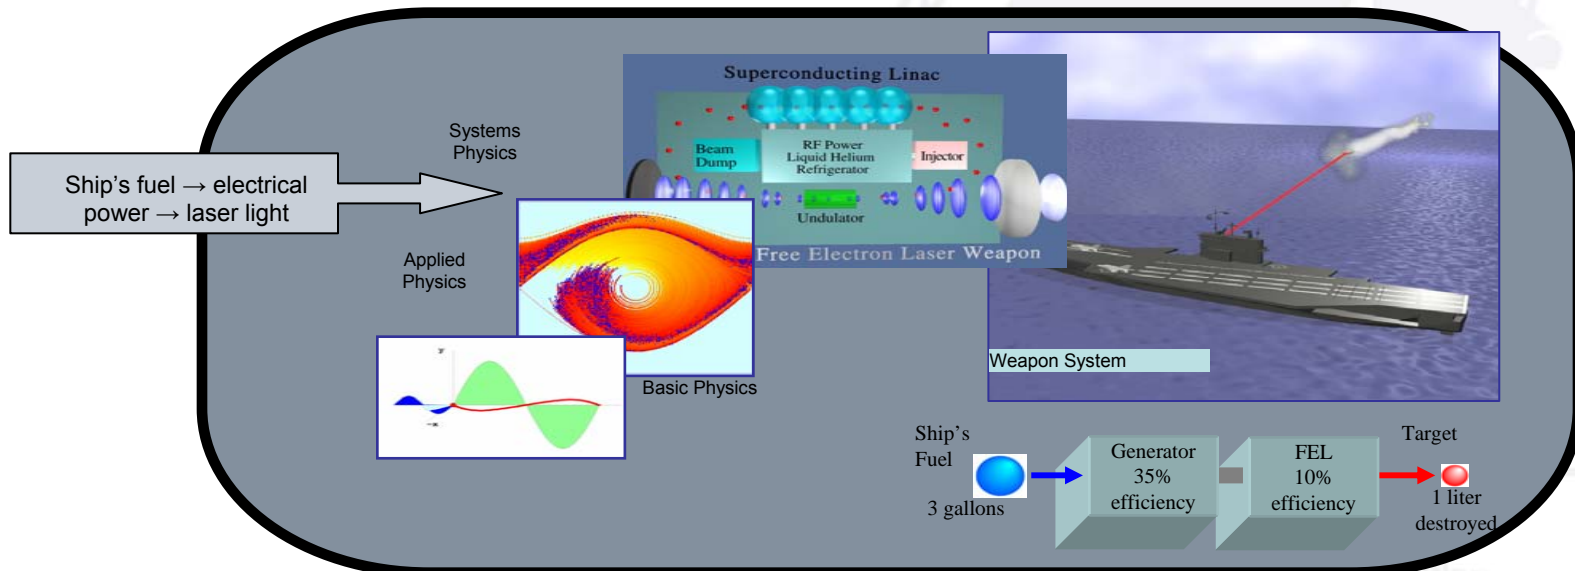 Ship's fuel → electrical
power → laser light
Systems
Physics
Applied
Physics
Basic Physics
Superconducting Linac
Beam
Dump
RF Power
Liquid Helium
Refrigerator
Injector
Undulator
Free Electron Laser Weapon
Weapon System
Ship's
Fuel
3 gallons
Generator
35%
efficiency
FEL
10%
efficiency
Target
1 liter
destroyed